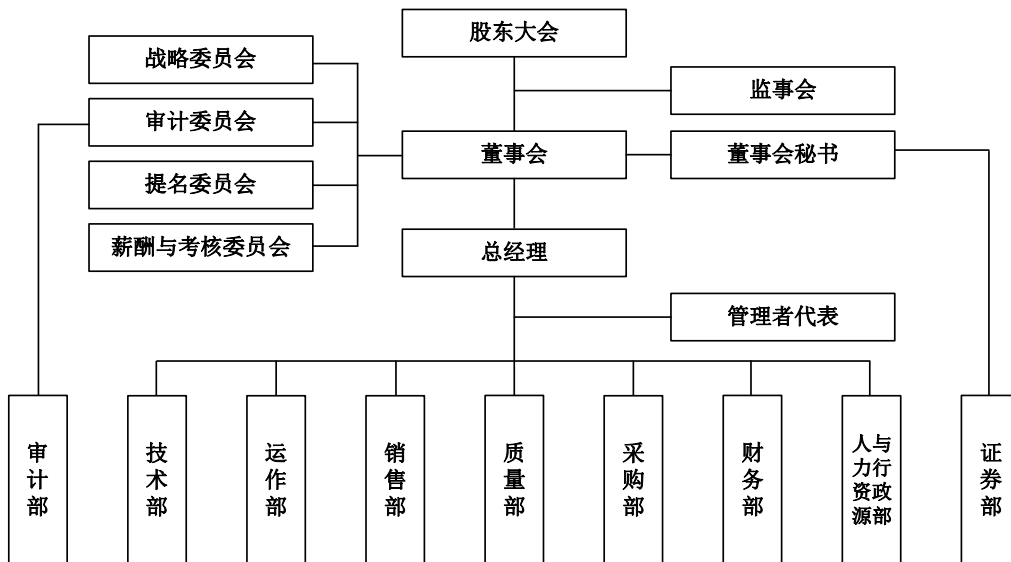 股东大会
战略委员会
监事会
审计委员会
董事会
董事会秘书
提名委员会
薪酬与考核委员会
总经理
管理者代表
审计部
技术部
运作部
销售部
质量部
采购部
财务部
人力资源
与行政部
证券部